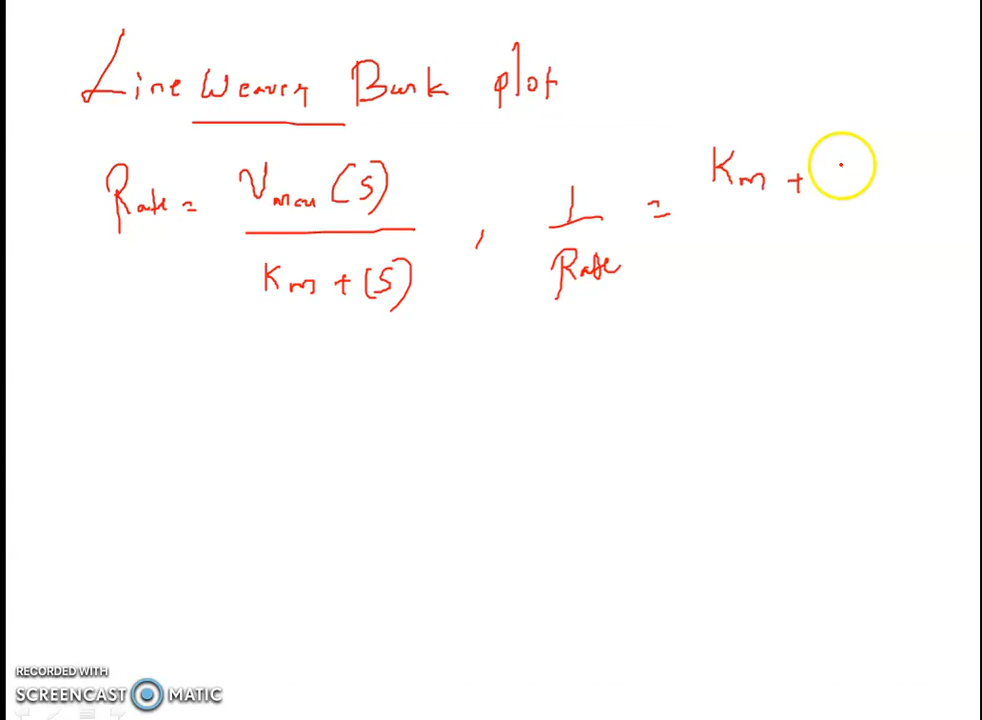 Line Weaver Burk plot
Rate = Vmax (S) / Km + (S) , 1 / Rate = Km +
RECORDED WITH
SCREENCAST MATIC